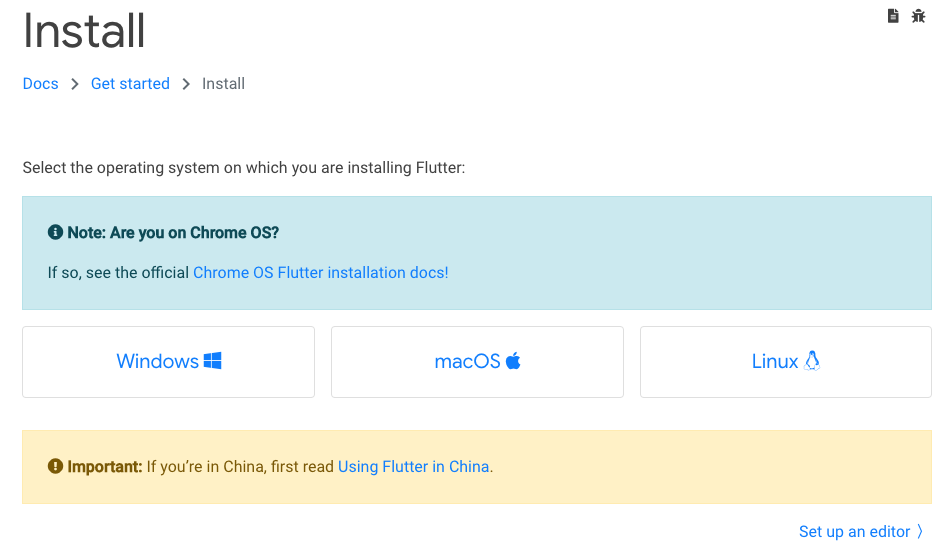 Install
Docs > Get started > Install
Select the operating system on which you are installing Flutter:
Note: Are you on Chrome OS?
If so, see the official Chrome OS Flutter installation docs!
Windows
macOS
Linux
Important: If you’re in China, first read Using Flutter in China.
Set up an editor 〉